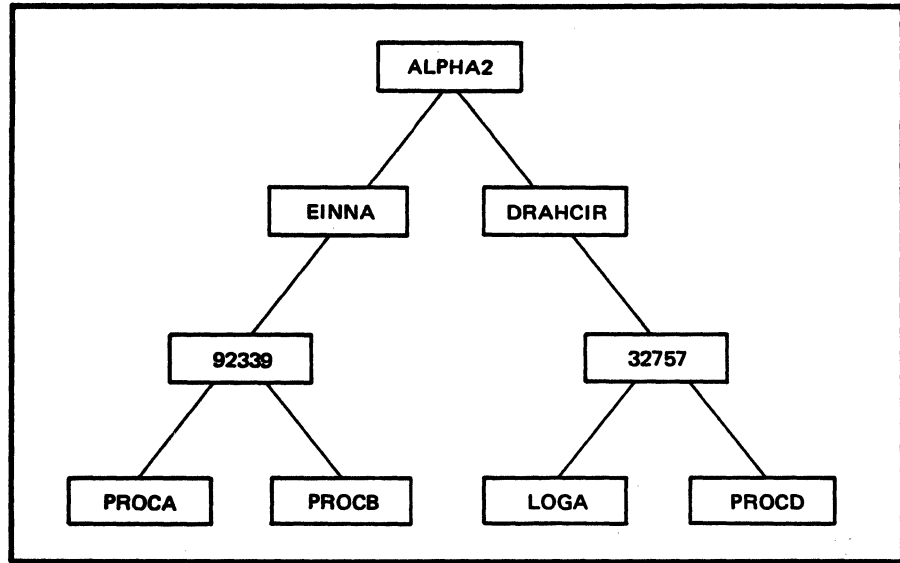 ALPHA2
EINNA DRAHCIR
92339 32757
PROCA PROCB LOGA PROCD